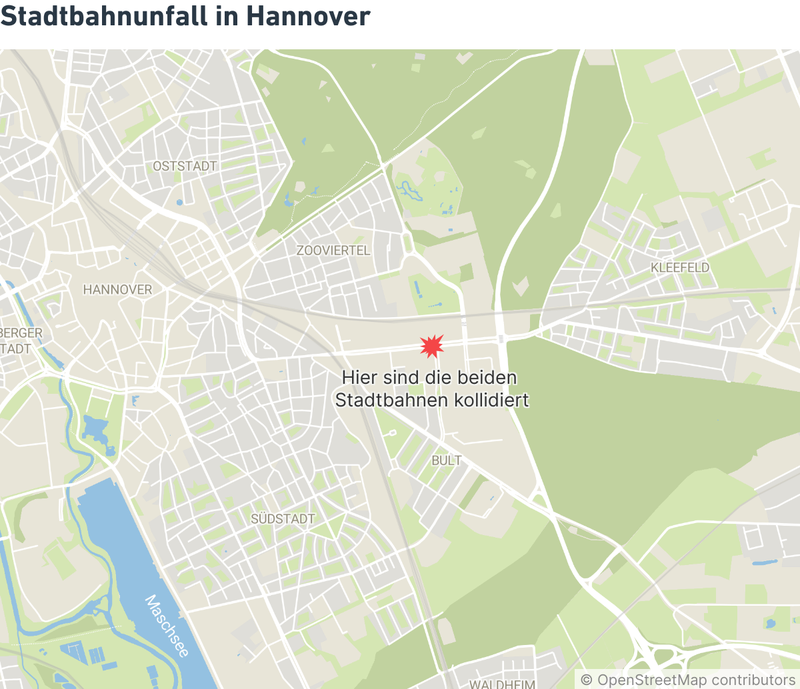 Stadtbahnunfall in Hannover
OSTSTADT
ZOOVIERTEL
KLEEFELD
HANNOVER
BERGER
TADT
Hier sind die beiden
Stadtbahnen kollidiert
BULT
SÜDSTADT
Maschsee
WALDHEIM
© OpenStreetMap contributors